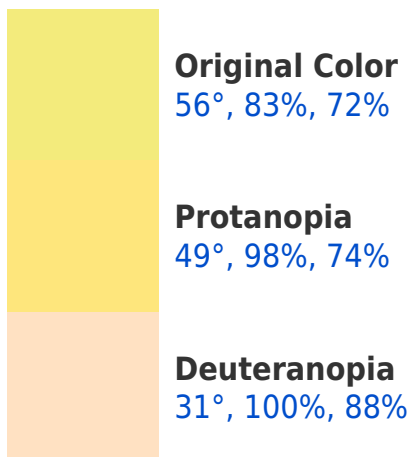 Original Color
56°, 83%, 72%
Protanopia
49°, 98%, 74%
Deuteranopia
31°, 100%, 88%